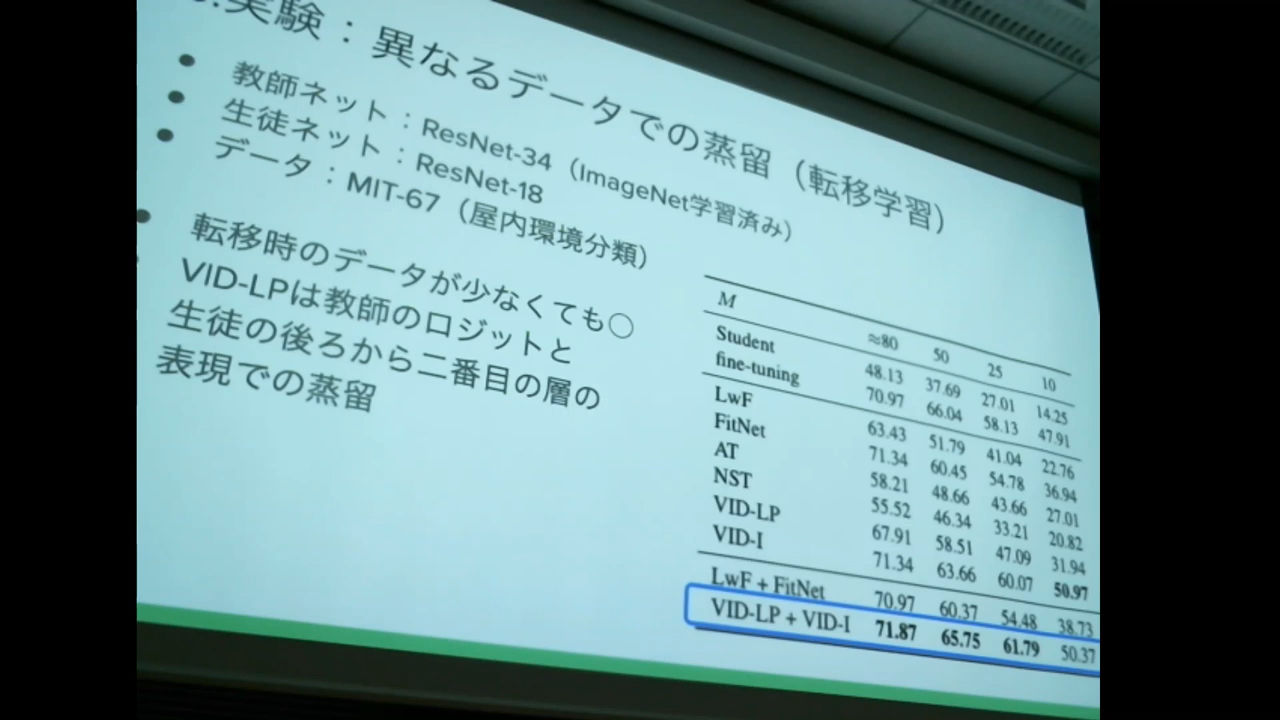 実験：異なるデータでの蒸留（転移学習）
● 教師ネット：ResNet-34（ImageNet学習済み）
● 生徒ネット：ResNet-18
● データ：MIT-67（屋内環境分類）
● 転移時のデータが少なくても○
VID-LPは教師のロジットと
生徒の後ろから二番目の層の
表現での蒸留
M ≈80 50 25 10
Student 48.13 37.69 27.01 14.25
fine-tuning 70.97 66.04 58.13 47.91
LwF 63.43 51.79 41.04 22.76
FitNet 71.34 60.45 54.78 36.94
AT 58.21 48.66 43.66 27.01
NST 55.52 46.34 33.21 20.82
VID-LP 67.91 58.51 47.09 31.94
VID-I 71.34 63.66 60.07 50.97
LwF + FitNet 70.97 60.37 54.48 38.73
VID-LP + VID-I 71.87 65.75 61.79 50.37